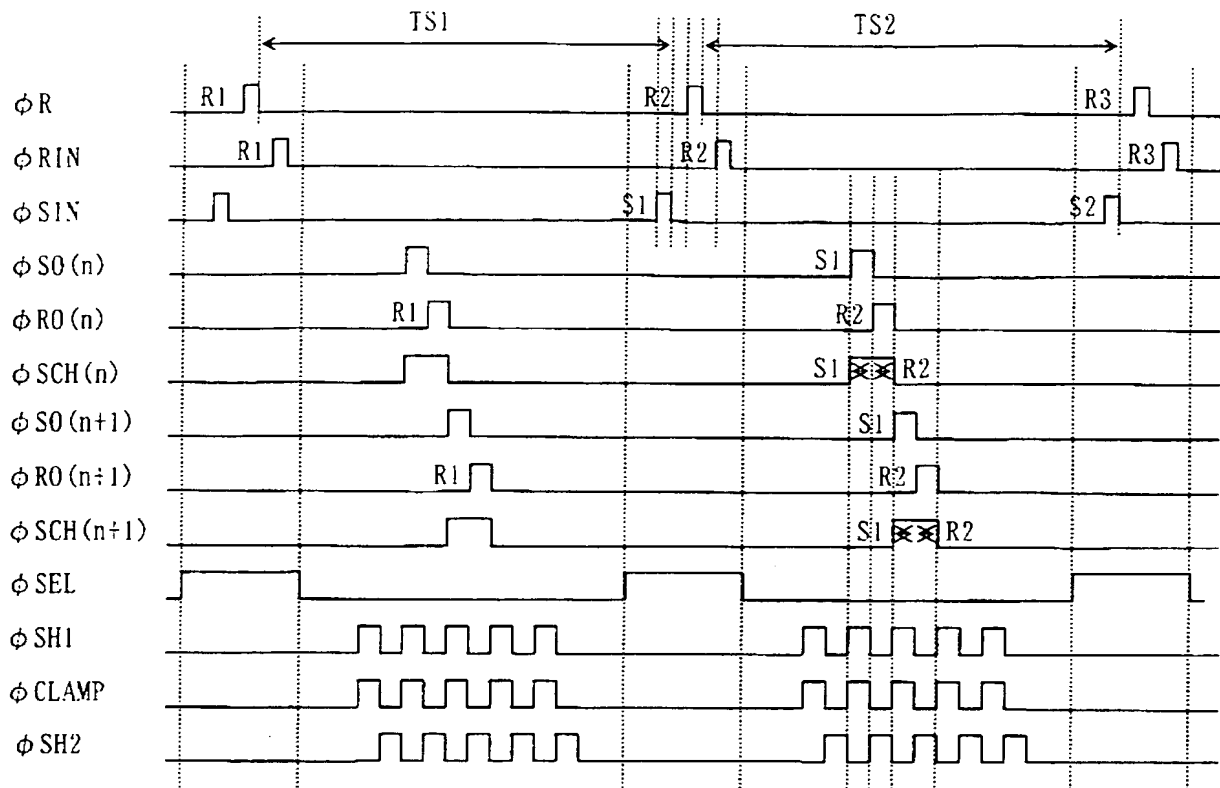 TS1 TS2
φR R1 R2 R3
φRIN R1 R2 R3
φSIN S1 S2
φSO(n) S1
φRO(n) R1 R2
φSCH(n) S1 R2
φSO(n+1) S1
φRO(n+1) R1 R2
φSCH(n+1) S1 R2
φSEL
φSH1
φCLAMP
φSH2